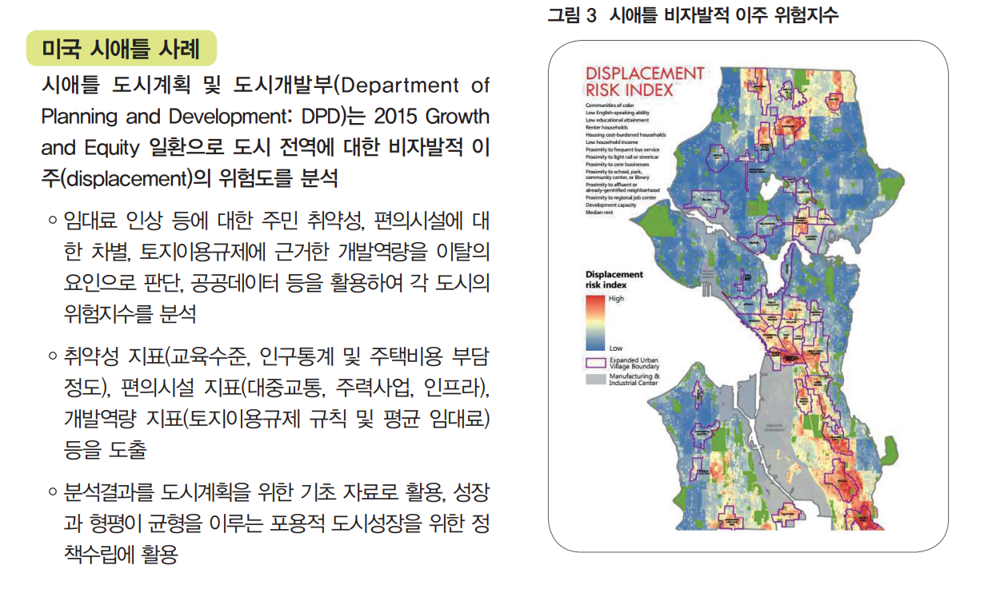 미국 시애틀 사례
시애틀 도시계획 및 도시개발부(Department of
Planning and Development: DPD)는 2015 Growth
and Equity 일환으로 도시 전역에 대한 비자발적 이
주(displacement)의 위험도를 분석
○ 임대료 인상 등에 대한 주민 취약성, 편의시설에 대
한 차별, 토지이용규제에 근거한 개발역량을 이탈의
요인으로 판단, 공공데이터 등을 활용하여 각 도시의
위험지수를 분석
○ 취약성 지표(교육수준, 인구통계 및 주택비용 부담
정도), 편의시설 지표(대중교통, 주력사업, 인프라),
개발역량 지표(토지이용규제 규칙 및 평균 임대료)
등을 도출
○ 분석결과를 도시계획을 위한 기초 자료로 활용, 성장
과 형평이 균형을 이루는 포용적 도시성장을 위한 정
책수립에 활용
그림 3 시애틀 비자발적 이주 위험지수
DISPLACEMENT
RISK INDEX
Communities of color
Low English-speaking ability
Low educational attainment
Renter households
Housing cost-burdened households
Low household income
Proximity to frequent bus service
Proximity to light rail or streetcar
Proximity to core businesses
Proximity to school, park,
community center, or library
Proximity to affluent or
already-gentrified neighborhood
Proximity to regional job center
Development capacity
Median rent
Displacement
risk index
High
Low
Expanded Urban
Village Boundary
Manufacturing &
Industrial Center